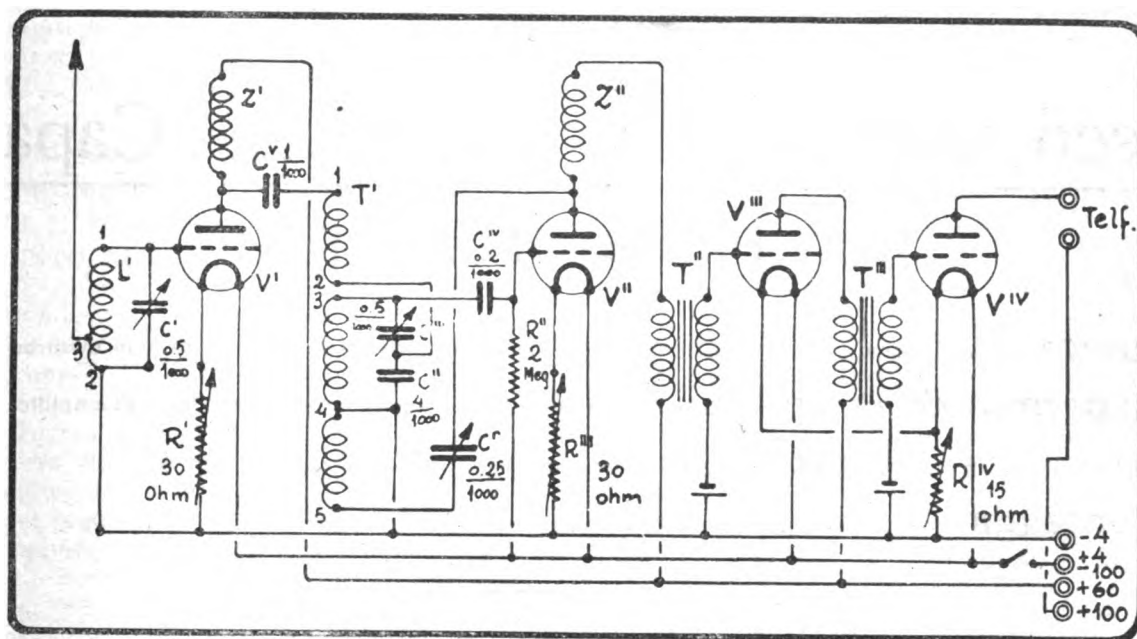 Z'
Z"
C^v 1/1000
1
T'
1
L'
V'
C' 0.5/1000
3
2
R'
30
Ohm
2
3
0.5/1000
C'''
C"
4/1000
4
5
C^r 0.25/1000
C^IV 0.2/1000
V"
R"
2
Meg
R'''
30
ohm
T"
V'''
T'''
V^IV
R^IV 15
ohm
Telf.
-4
+4
-100
+60
+100